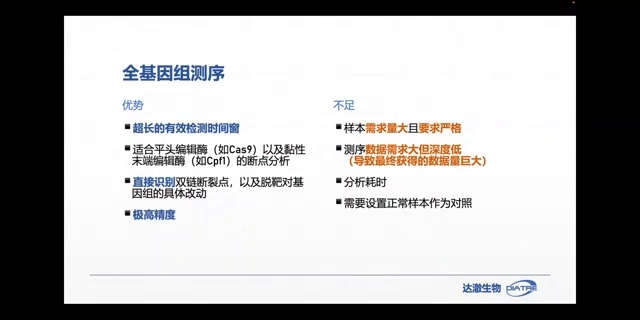 全基因组测序
优势
超长的有效检测时间窗
适合平头编辑酶（如Cas9）以及黏性
末端编辑酶（如Cpf1）的断点分析
直接识别双链断裂点，以及脱靶对基
因组的具体改动
极高精度
不足
样本需求量大且要求严格
测序数据需求大但深度低
（导致最终获得的数据量巨大）
分析耗时
需要设置正常样本作为对照
达澈生物 DIATRE